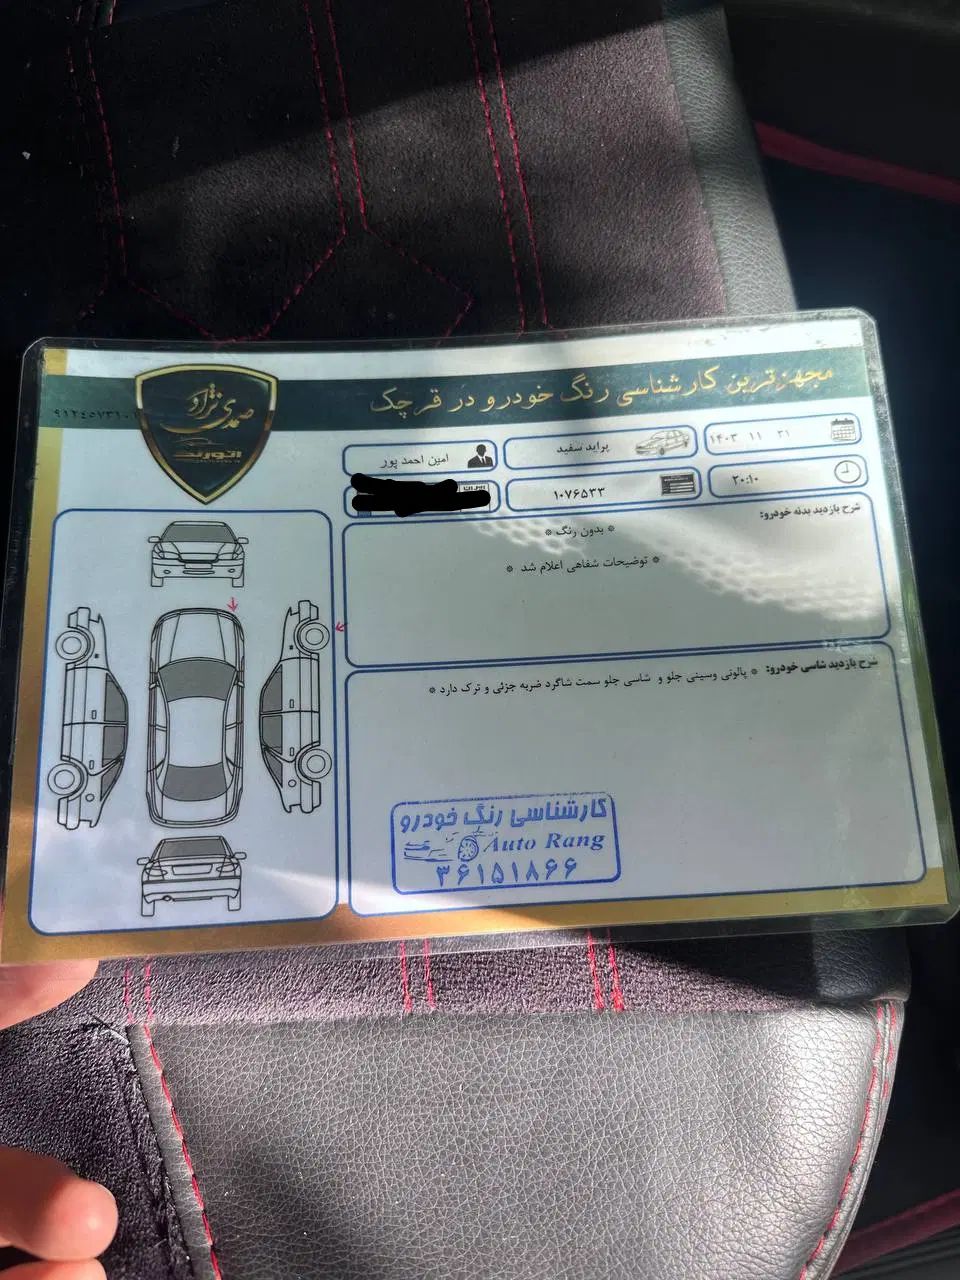 مجهزترین کارشناسی رنگ خودرو در قرچک
صمدی نژاد
اتورنگ
۱۴۰۳ ۱۱ ۲۱
پراید سفید
امین احمد پور
۲۰:۱۰
۱۰۷۶۵۳۳
شرح بازدید بدنه خودرو:
* بدون رنگ *
* توضیحات شفاهی اعلام شد *
شرح بازدید شاسی خودرو: * پالونی وسینی جلو و شاسی جلو سمت شاگرد ضربه جزئی و ترک دارد *
کارشناسی رنگ خودرو
Auto Rang
۳۶۱۵۱۸۶۶